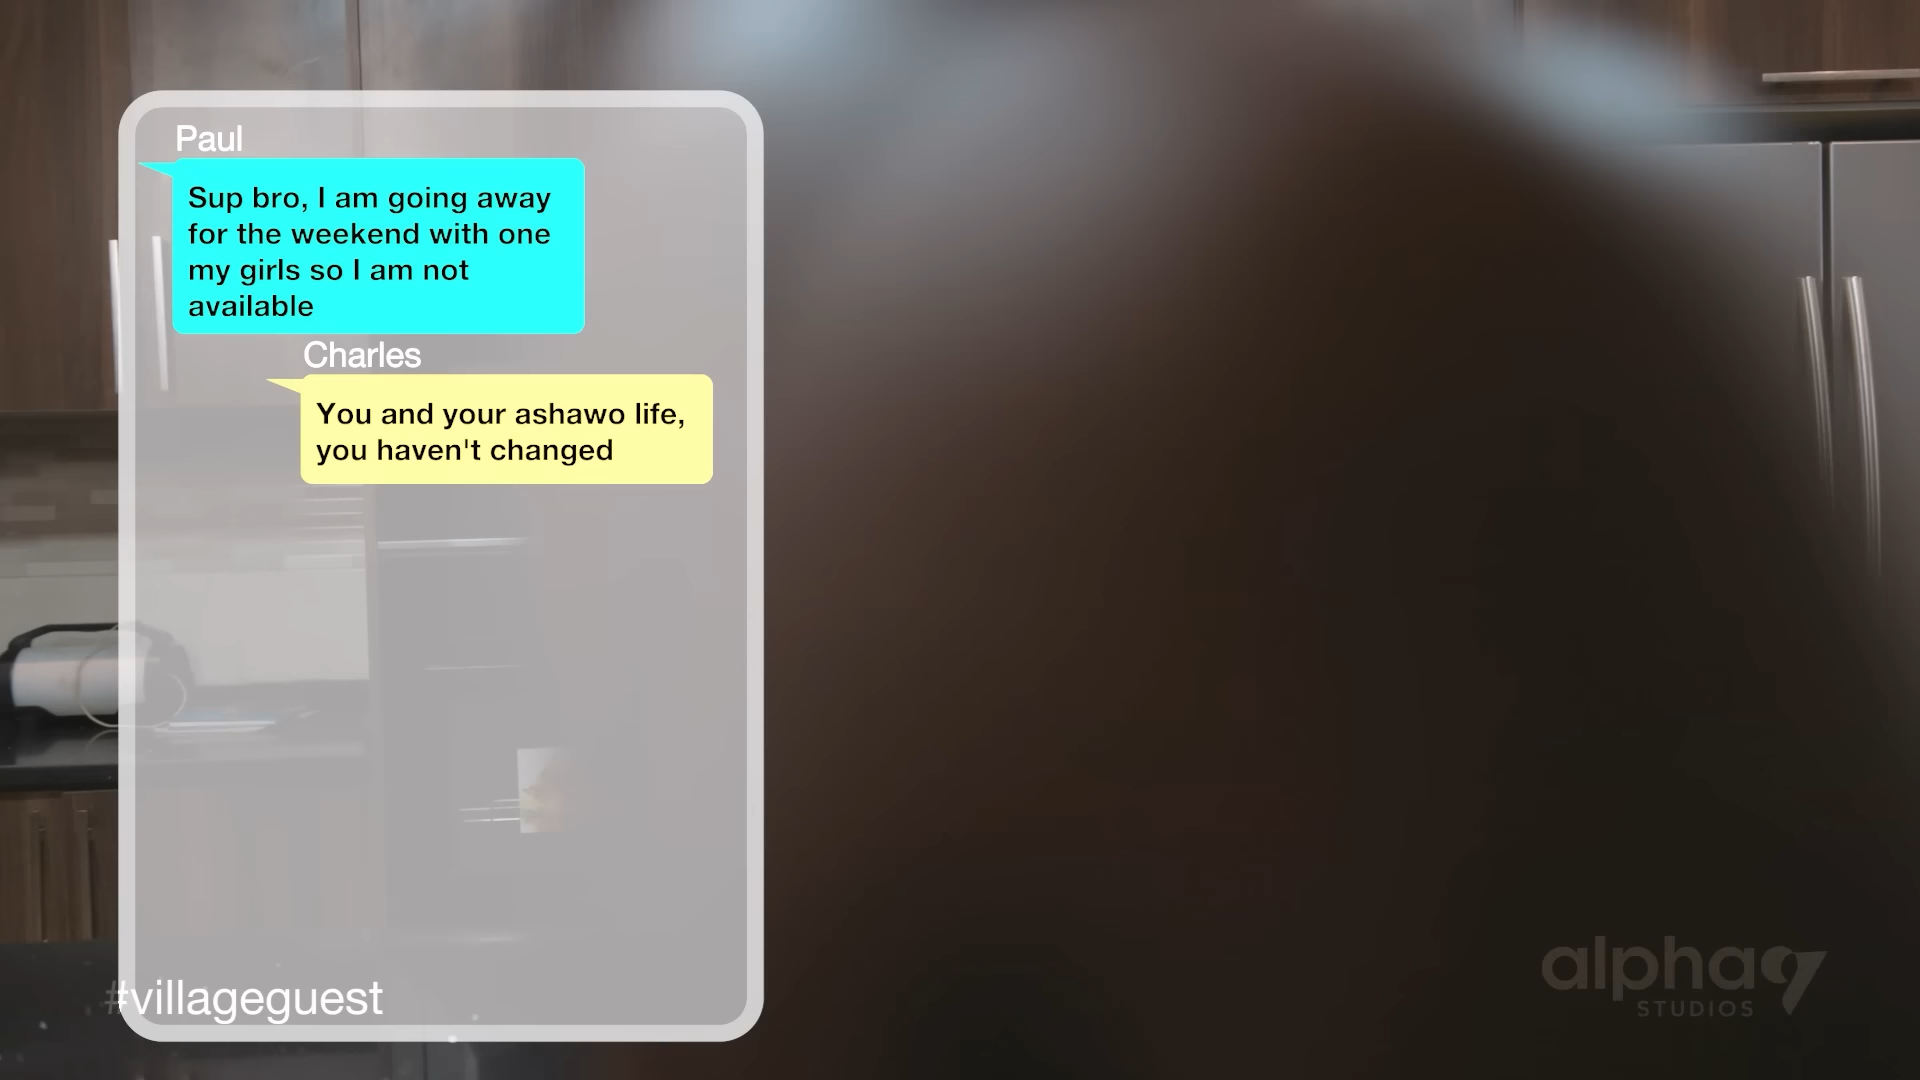 Paul
Sup bro, I am going away
for the weekend with one
my girls so I am not
available
Charles
You and your ashawo life,
you haven't changed
#villageguest
alpha9
STUDIOS